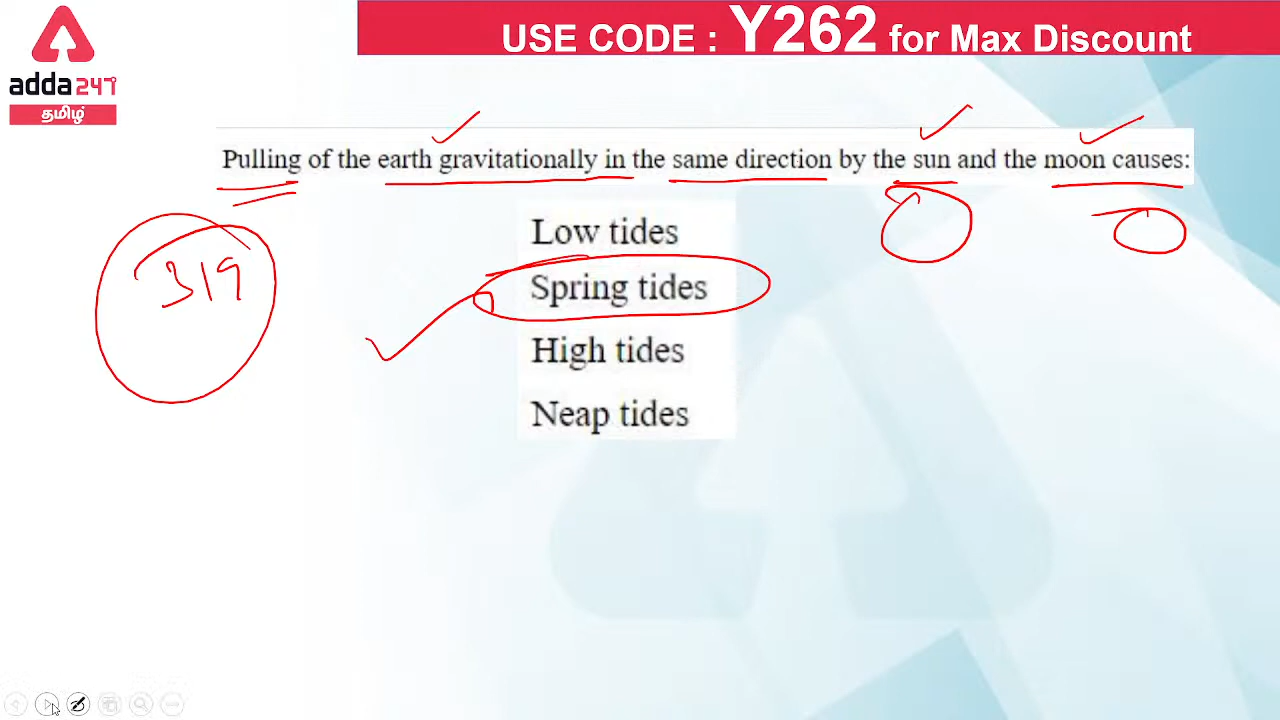 USE CODE : Y262 for Max Discount
adda247
தமிழ்
Pulling of the earth gravitationally in the same direction by the sun and the moon causes:
319
Low tides
Spring tides
High tides
Neap tides